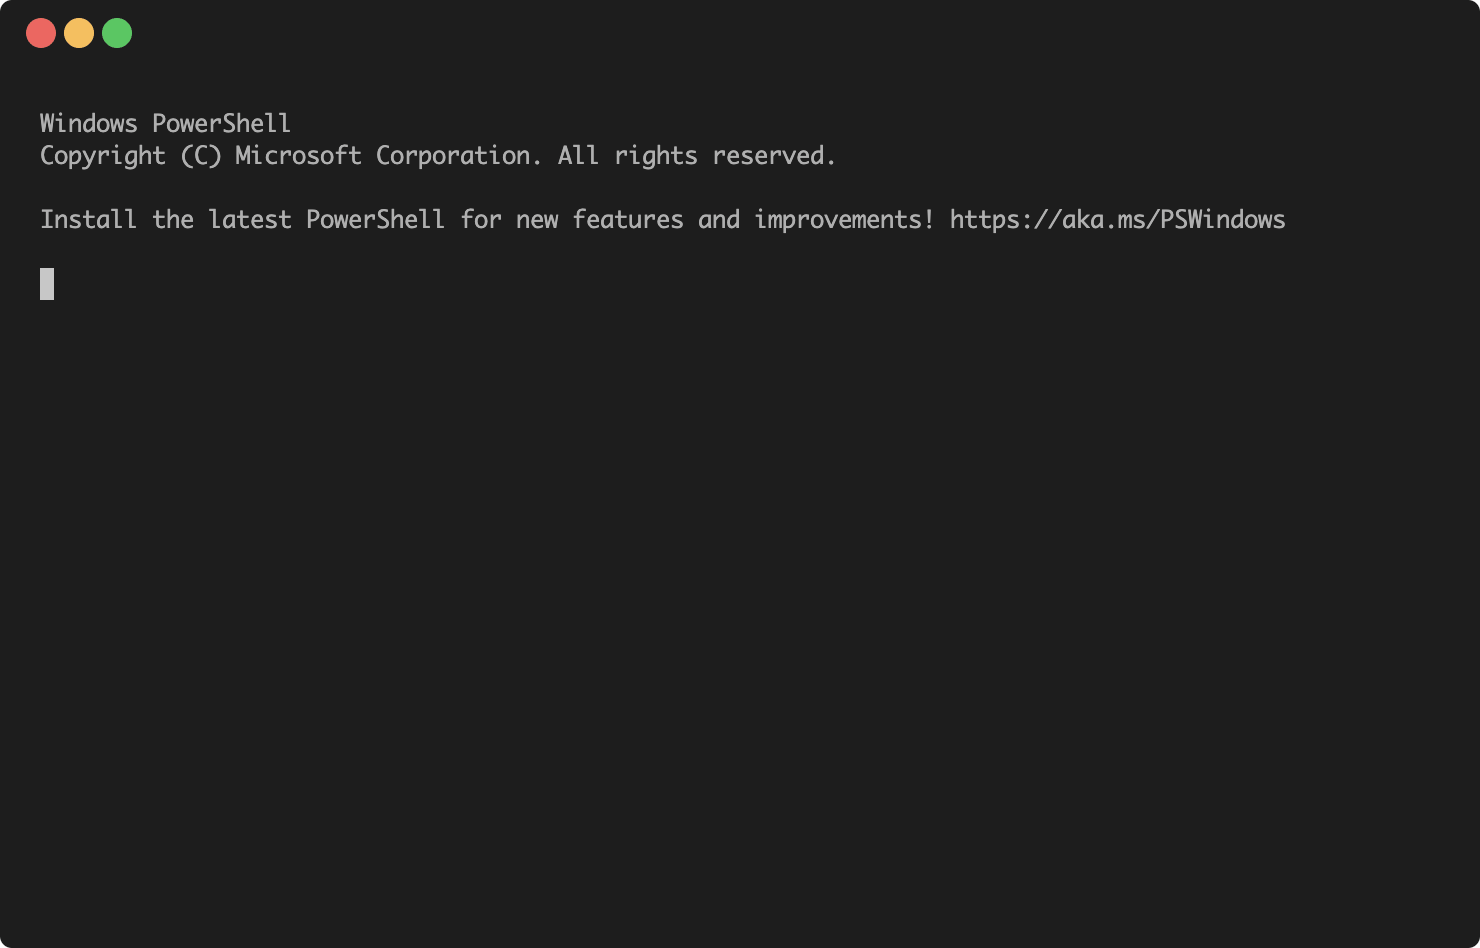 Windows PowerShell
Copyright (C) Microsoft Corporation. All rights reserved.
Install the latest PowerShell for new features and improvements! https://aka.ms/PSWindows